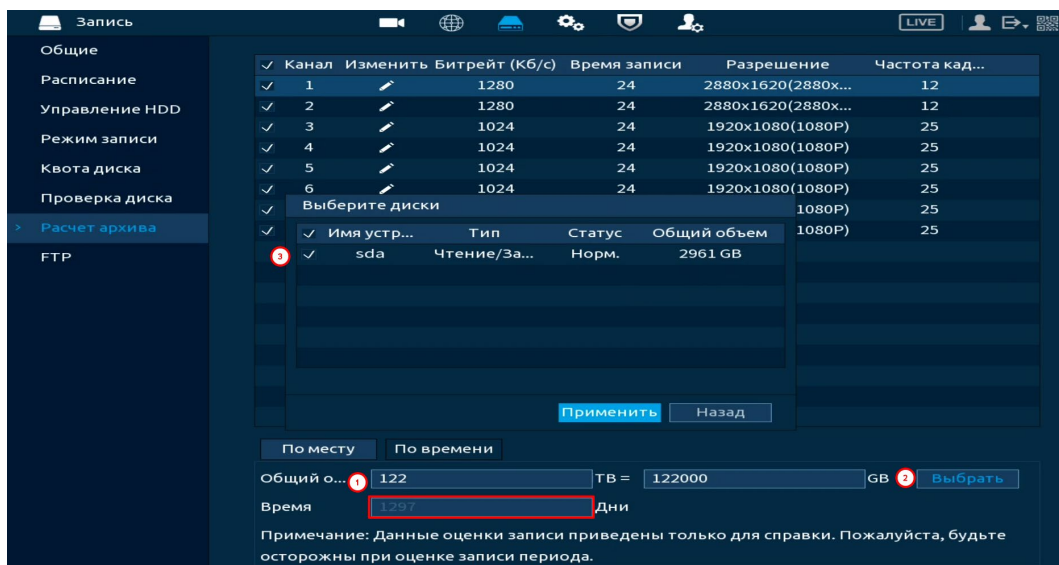 Запись LIVE
Общие
Расписание
Управление HDD
Режим записи
Квота диска
Проверка диска
> Расчет архива
FTP
Канал Изменить Битрейт (Кб/с) Время записи Разрешение Частота кад...
1 1280 24 2880x1620(2880x... 12
2 1280 24 2880x1620(2880x... 12
3 1024 24 1920x1080(1080P) 25
4 1024 24 1920x1080(1080P) 25
5 1024 24 1920x1080(1080P) 25
6 1024 24 1920x1080(1080P) 25
1080P) 25
1080P) 25
Выберите диски
Имя устр... Тип Статус Общий объем
3 sda Чтение/За... Норм. 2961 GB
Применить Назад
По месту По времени
Общий о... 1 122 TB = 122000 GB 2 Выбрать
Время 1297 Дни
Примечание: Данные оценки записи приведены только для справки. Пожалуйста, будьте
осторожны при оценке записи периода.